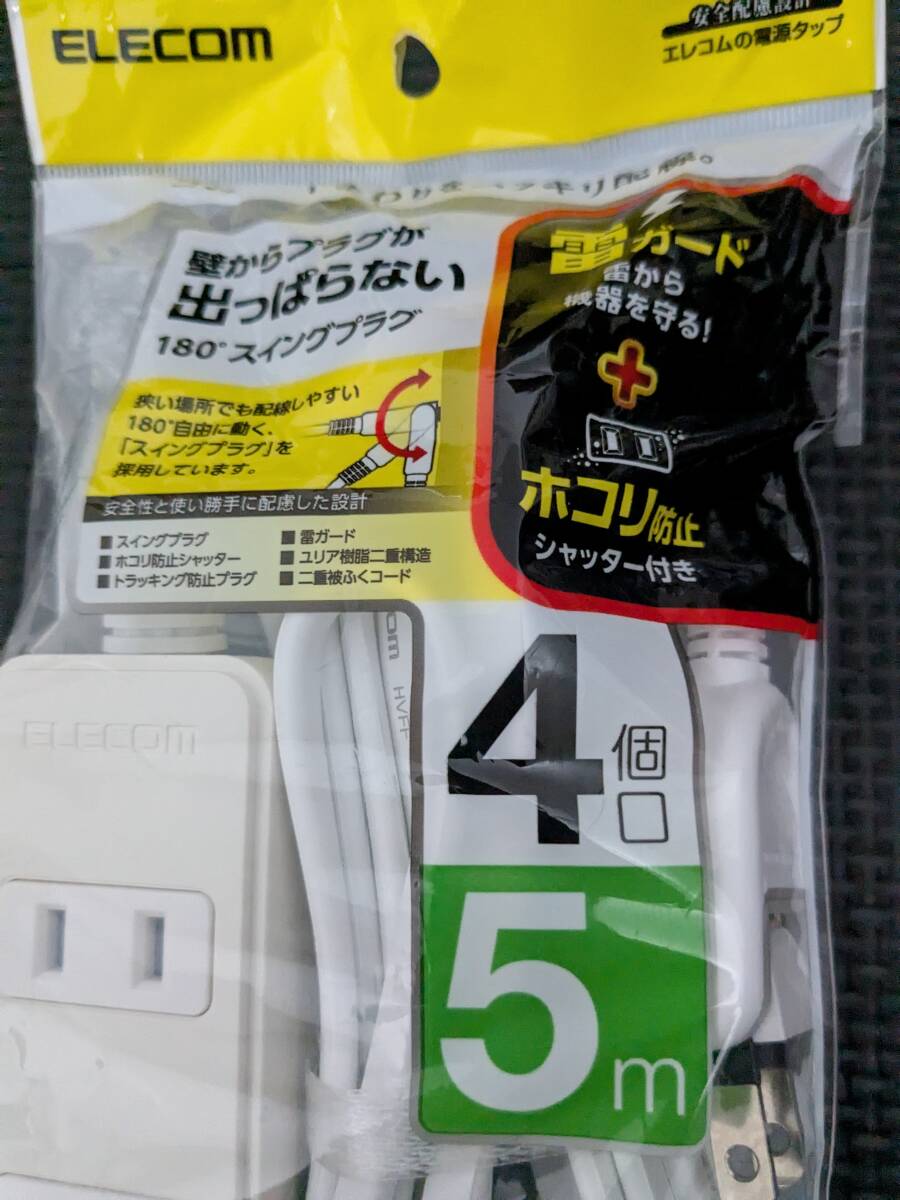 ELECOM
安全配慮設計
エレコムの電源タップ
壁からプラグが
出っぱらない
180°スイングプラグ
狭い場所でも配線しやすい
180°自由に動く、
「スイングプラグ」を
採用しています。
雷ガード
雷から
機器を守る!
ホコリ防止
シャッター付き
安全性と使い勝手に配慮した設計
■スイングプラグ
■ホコリ防止シャッター
■トラッキング防止プラグ
■雷ガード
■ユリア樹脂二重構造
■二重被ふくコード
4個口
5m
ELECOM
HVFF